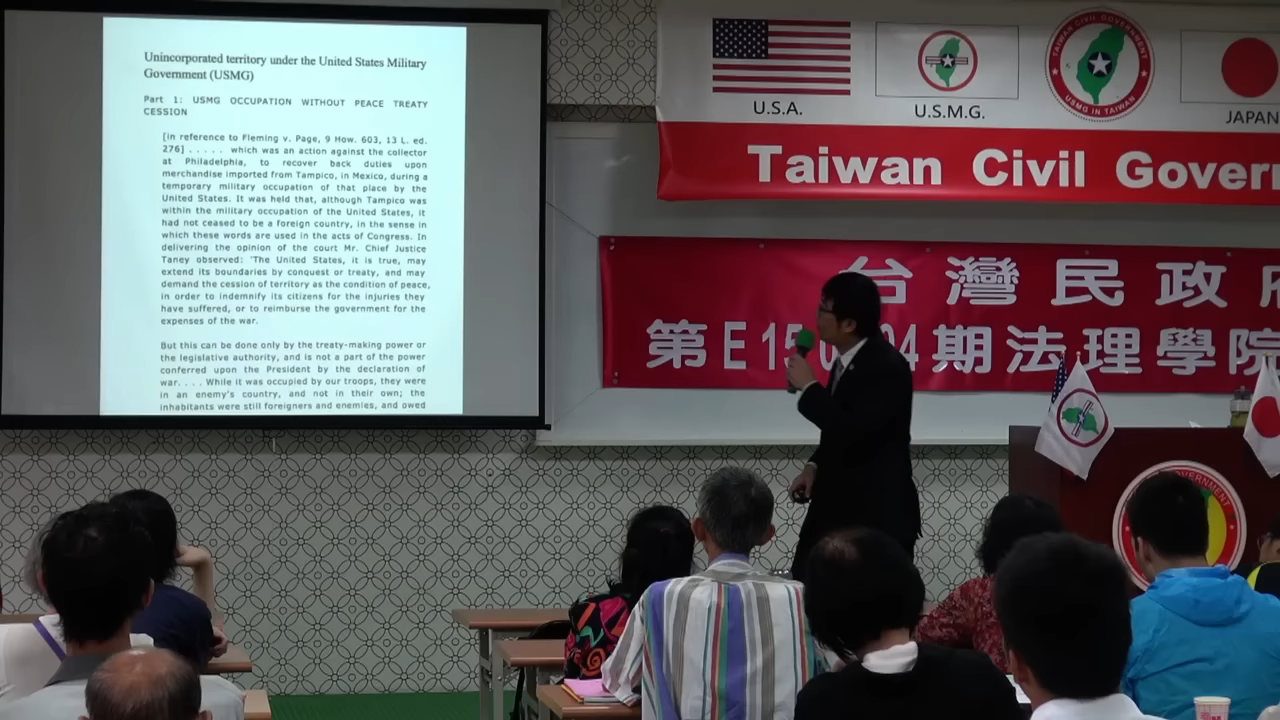 Unincorporated territory under the United States Military
Government (USMG)
Part 1: USMG OCCUPATION WITHOUT PEACE TREATY
CESSION
[in reference to Fleming v. Page, 9 How. 603, 13 L. ed.
276] . . . . . which was an action against the collector
at Philadelphia, to recover back duties upon
merchandise imported from Tampico, in Mexico, during a
temporary military occupation of that place by the
United States. It was held that, although Tampico was
within the military occupation of the United States, it
had not ceased to be a foreign country, in the sense in
which these words are used in the acts of Congress. In
delivering the opinion of the court Mr. Chief Justice
Taney observed: 'The United States, it is true, may
extend its boundaries by conquest or treaty, and may
demand the cession of territory as the condition of peace,
in order to indemnify its citizens for the injuries they
have suffered, or to reimburse the government for the
expenses of the war.
But this can be done only by the treaty-making power or
the legislative authority, and is not a part of the power
conferred upon the President by the declaration of
war. . . . While it was occupied by our troops, they were
in an enemy's country, and not in their own; the
inhabitants were still foreigners and enemies, and owed
TAIWAN CIVIL GOVERNMENT
USMG IN TAIWAN
U.S.A.
U.S.M.G.
JAPAN
Taiwan Civil Govern
台灣民政府
第E15 04期法理學院
GOVERNMENT